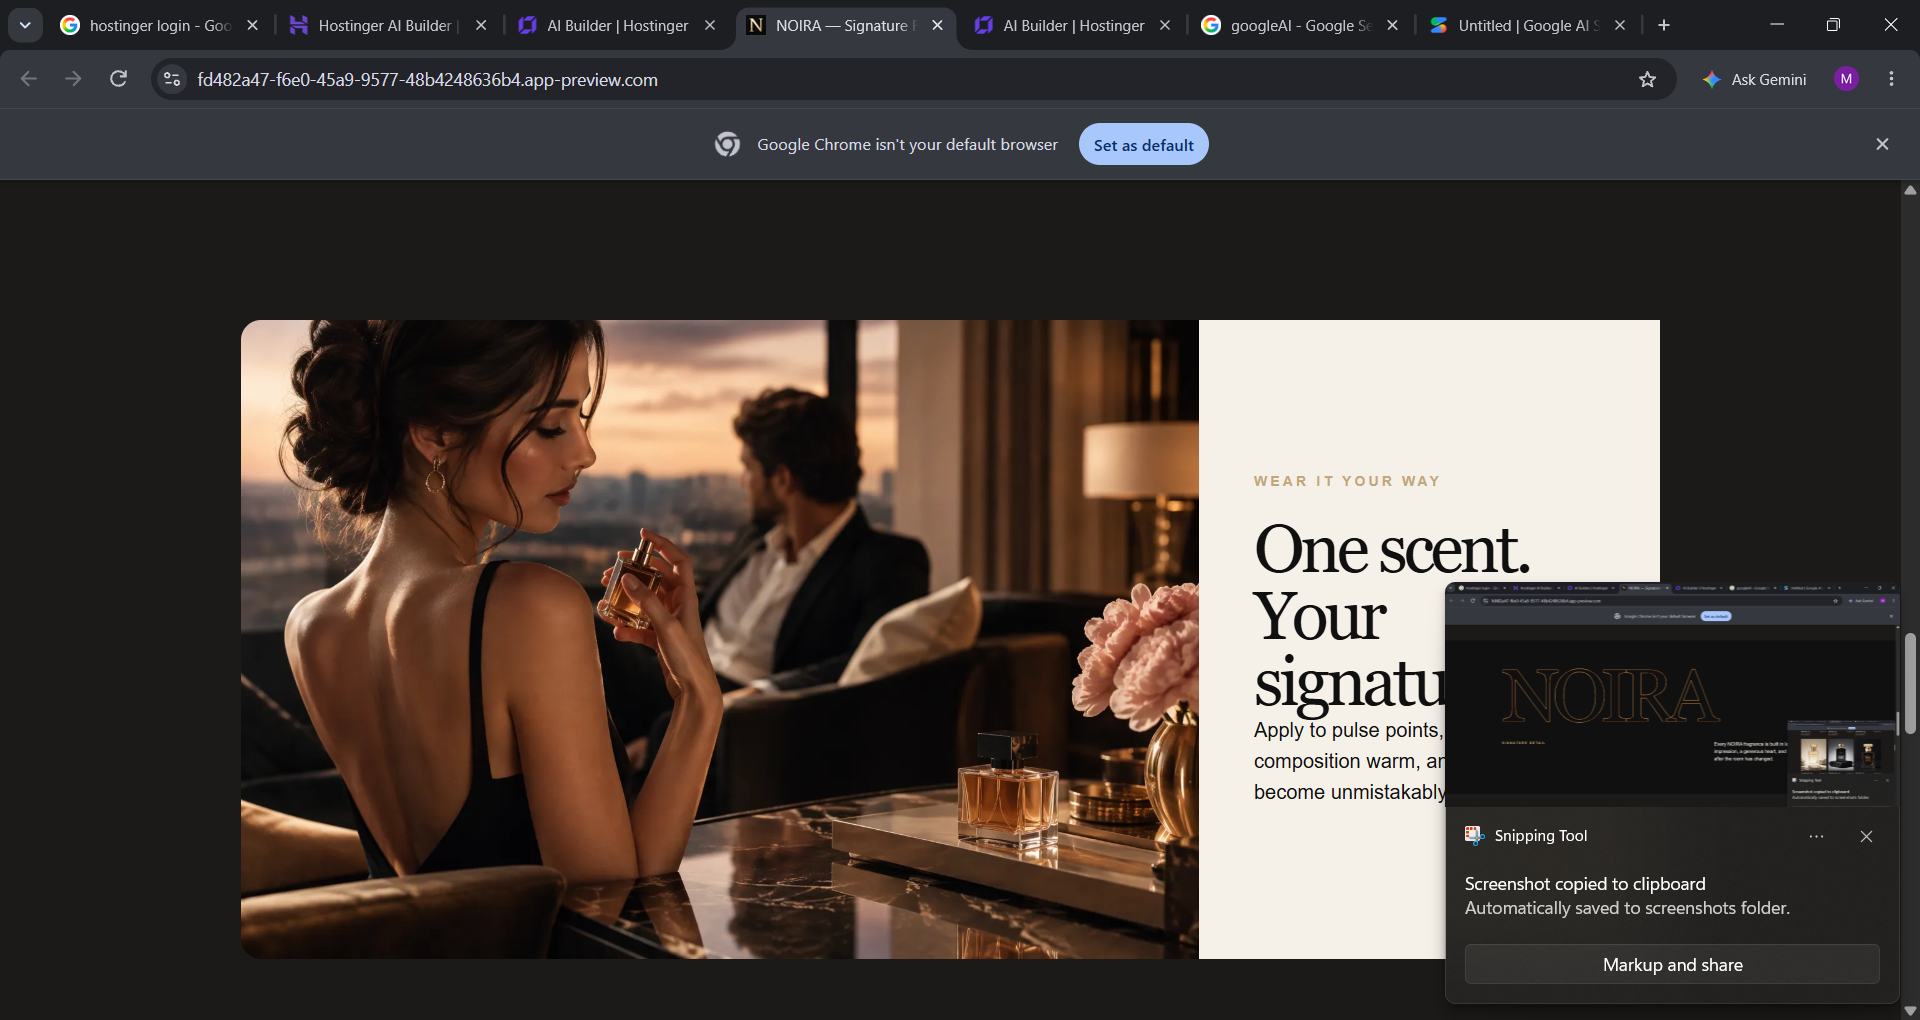 hostinger login - Goo
Hostinger AI Builder
AI Builder | Hostinger
NOIRA — Signature
AI Builder | Hostinger
googleAI - Google Se
Untitled | Google AI S
fd482a47-f6e0-45a9-9577-48b4248636b4.app-preview.com
Ask Gemini
M
Google Chrome isn't your default browser
Set as default
WEAR IT YOUR WAY
One scent.
Your
signatu
Apply to pulse points,
composition warm, an
become unmistakably
NOIRA
SIGNATURE DETAIL
Snipping Tool
Screenshot copied to clipboard
Automatically saved to screenshots folder.
Markup and share